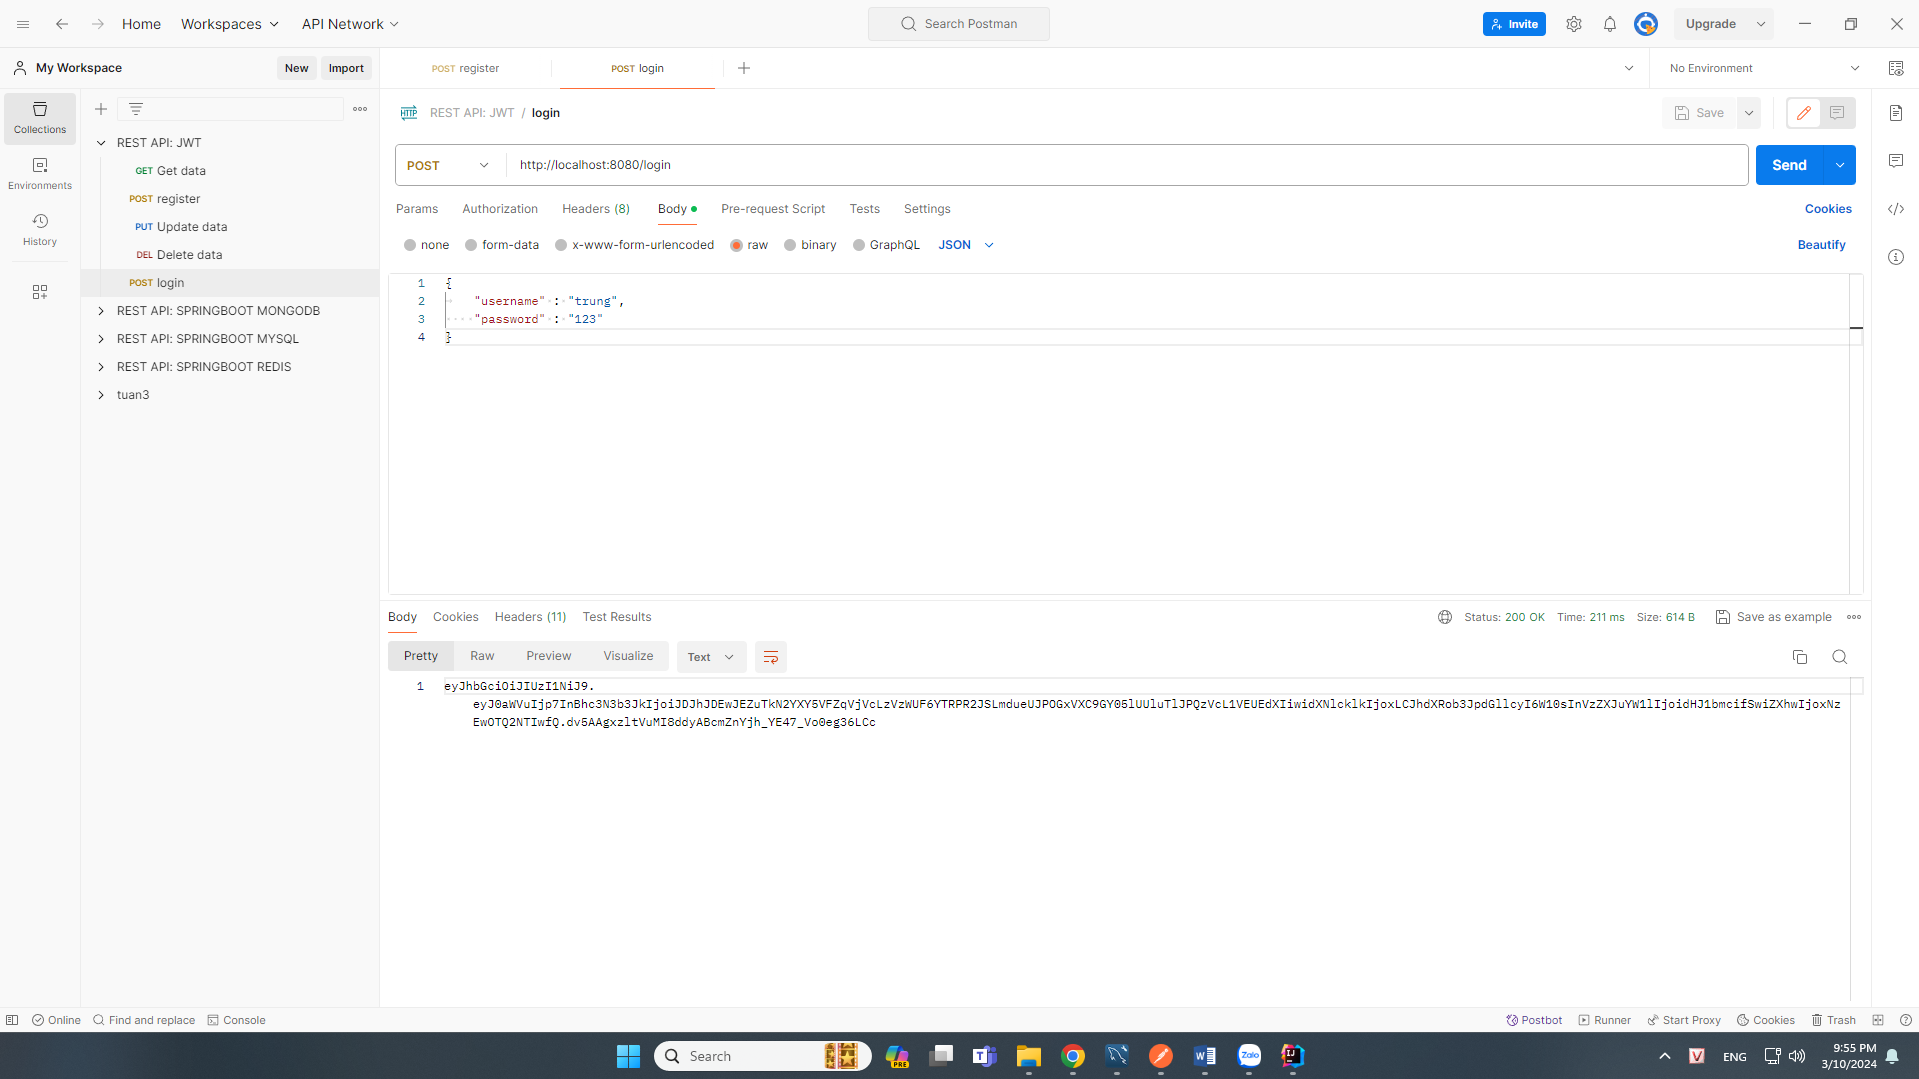 Home
Workspaces
API Network
Search Postman
Invite
Upgrade
My Workspace
New
Import
POST register
POST login
No Environment
Collections
Environments
History
REST API: JWT
GET Get data
POST register
PUT Update data
DEL Delete data
POST login
REST API: SPRINGBOOT MONGODB
REST API: SPRINGBOOT MYSQL
REST API: SPRINGBOOT REDIS
tuan3
HTTP REST API: JWT / login
Save
POST
http://localhost:8080/login
Send
Params
Authorization
Headers (8)
Body
Pre-request Script
Tests
Settings
Cookies
none
form-data
x-www-form-urlencoded
raw
binary
GraphQL
JSON
Beautify
1 {
2 "username" : "trung",
3 "password" : "123"
4 }
Body
Cookies
Headers (11)
Test Results
Status: 200 OK
Time: 211 ms
Size: 614 B
Save as example
Pretty
Raw
Preview
Visualize
Text
1 eyJhbGciOiJIUzI1NiJ9.
Online
Find and replace
Console
Postbot
Runner
Start Proxy
Cookies
Trash
Search
PRE
Zalo
ENG
9:55 PM
3/10/2024